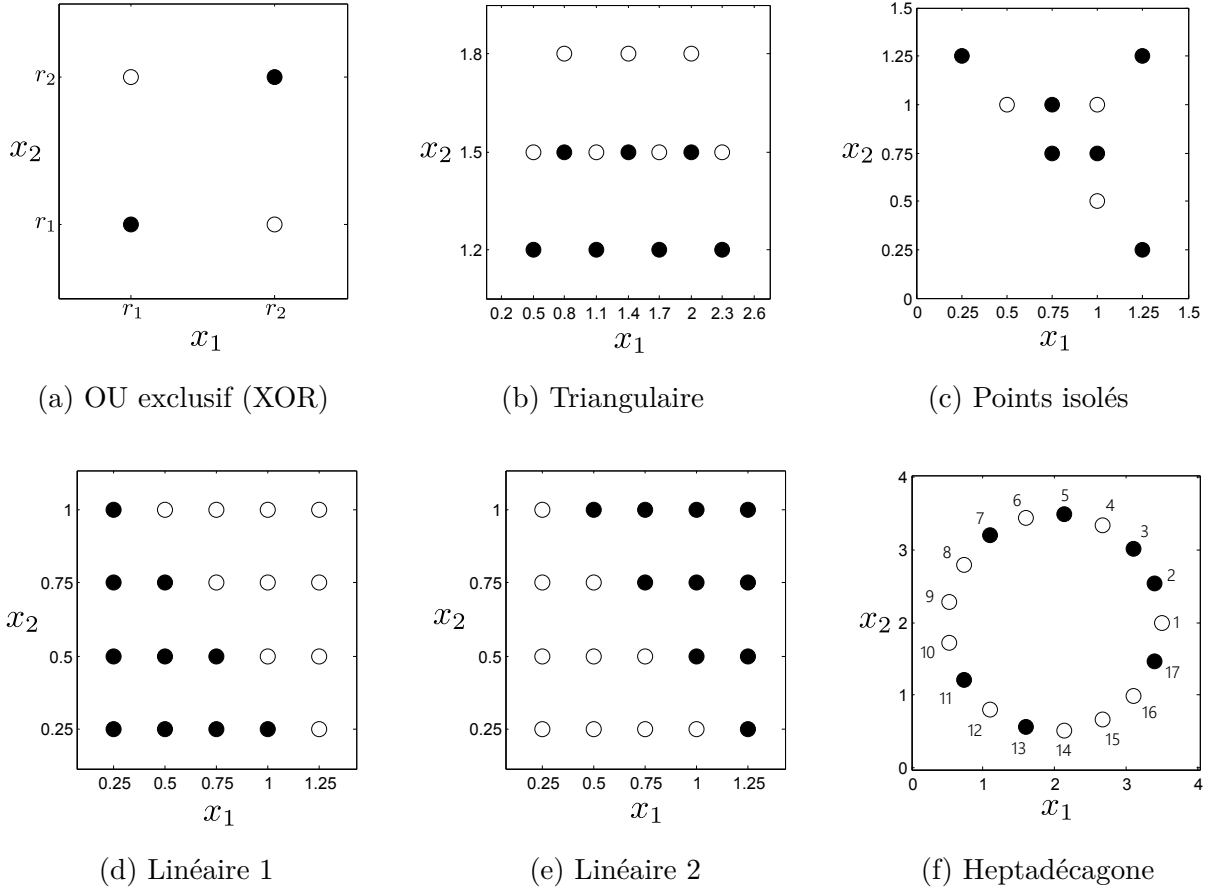 r₂
x₂
r₁
r₁ r₂
x₁
(a) OU exclusif (XOR)
1.8
x₂ 1.5
1.2
0.2 0.5 0.8 1.1 1.4 1.7 2 2.3 2.6
x₁
(b) Triangulaire
1.5
1.25
1
x₂ 0.75
0.5
0.25
0
0 0.25 0.5 0.75 1 1.25 1.5
x₁
(c) Points isolés
1
0.75
x₂
0.5
0.25
0.25 0.5 0.75 1 1.25
x₁
(d) Linéaire 1
1
0.75
x₂
0.5
0.25
0.25 0.5 0.75 1 1.25
x₁
(e) Linéaire 2
4
3
x₂ 2
1
0
0 1 2 3 4
x₁
1
2
3
4
5
6
7
8
9
10
11
12
13
14
15
16
17
(f) Heptadécagone